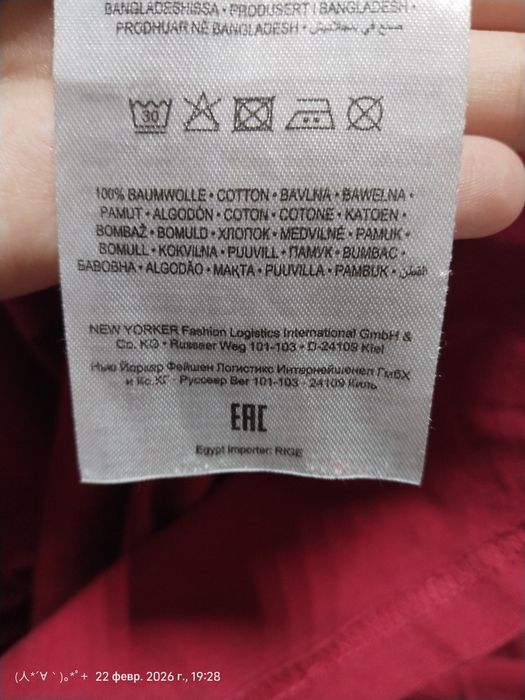 BANGLADESHISSA • PRODUSERT I BANGLADESH •
PRODHUAR NË BANGLADESH • صنع في بنجلاديش
30
100% BAUMWOLLE • COTTON • BAVLNA • BAWEŁNA •
PAMUT • ALGODÓN • COTON • COTONE • KATOEN •
BOMBAŽ • BOMULD • ХЛОПОК • MEDVILNĖ • PAMUK •
BOMULL • KOKVILNA • PUUVILL • ПАМУК • BUMBAC •
БАВОВНА • ALGODÃO • МАҚТА • PUUVILLA • PAMBUK • القطن
NEW YORKER Fashion Logistics International GmbH &
Co. KG • Russeer Weg 101-103 • D-24109 Kiel
Нью Йоркер Фейшен Логистикс Интернейшенел ГмбХ
и Ко.КГ · Руссеер Вег 101-103 · 24109 Киль
EAC
Egypt Importer: RIGE
(人*´∀｀)｡*ﾟ+ 22 февр. 2026 г., 19:28